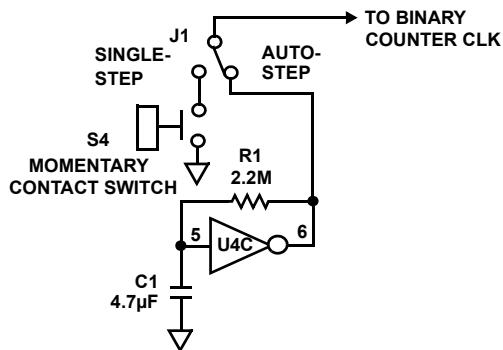 TO BINARY
COUNTER CLK
J1
SINGLE-
STEP
AUTO-
STEP
S4
MOMENTARY
CONTACT SWITCH
R1
2.2M
5
U4C
6
C1
4.7µF